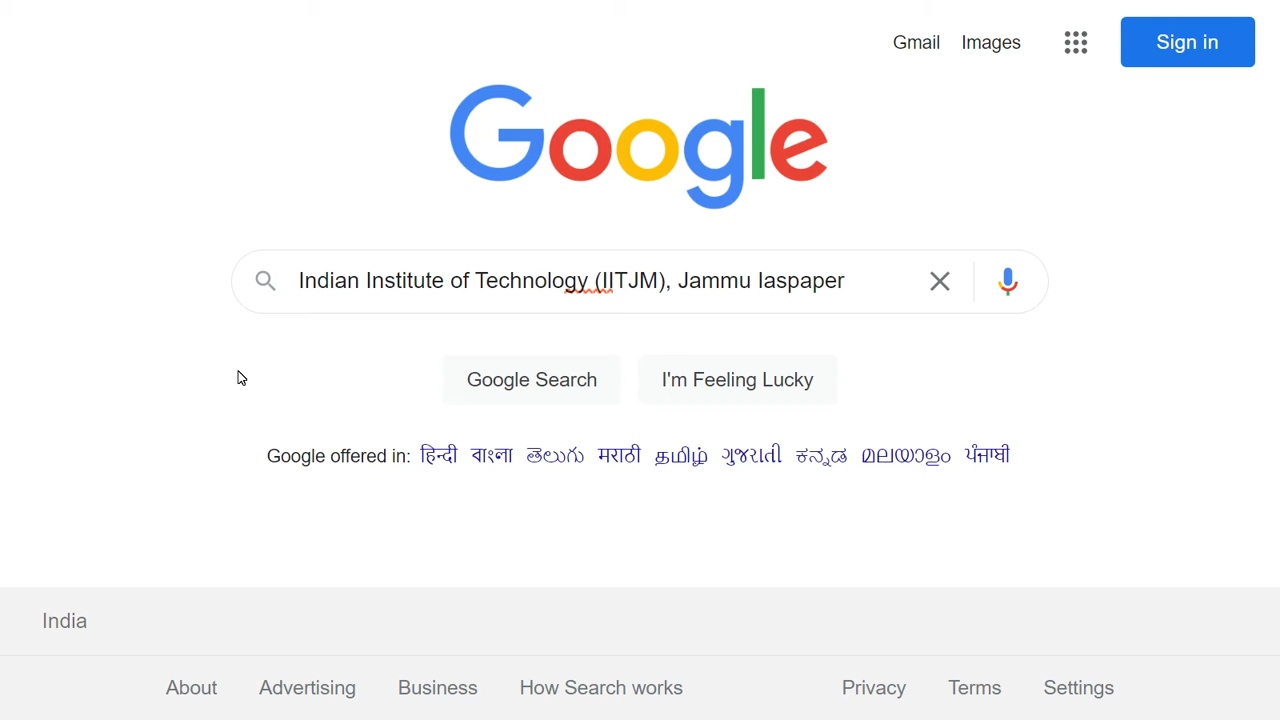 Gmail Images Sign in
Google
Indian Institute of Technology (IITJM), Jammu Iaspaper
Google Search I'm Feeling Lucky
Google offered in: हिन्दी বাংলা తెలుగు मराठी தமிழ் ગુજરાતી ಕನ್ನಡ മലയാളം ਪੰਜਾਬੀ
India
About Advertising Business How Search works Privacy Terms Settings